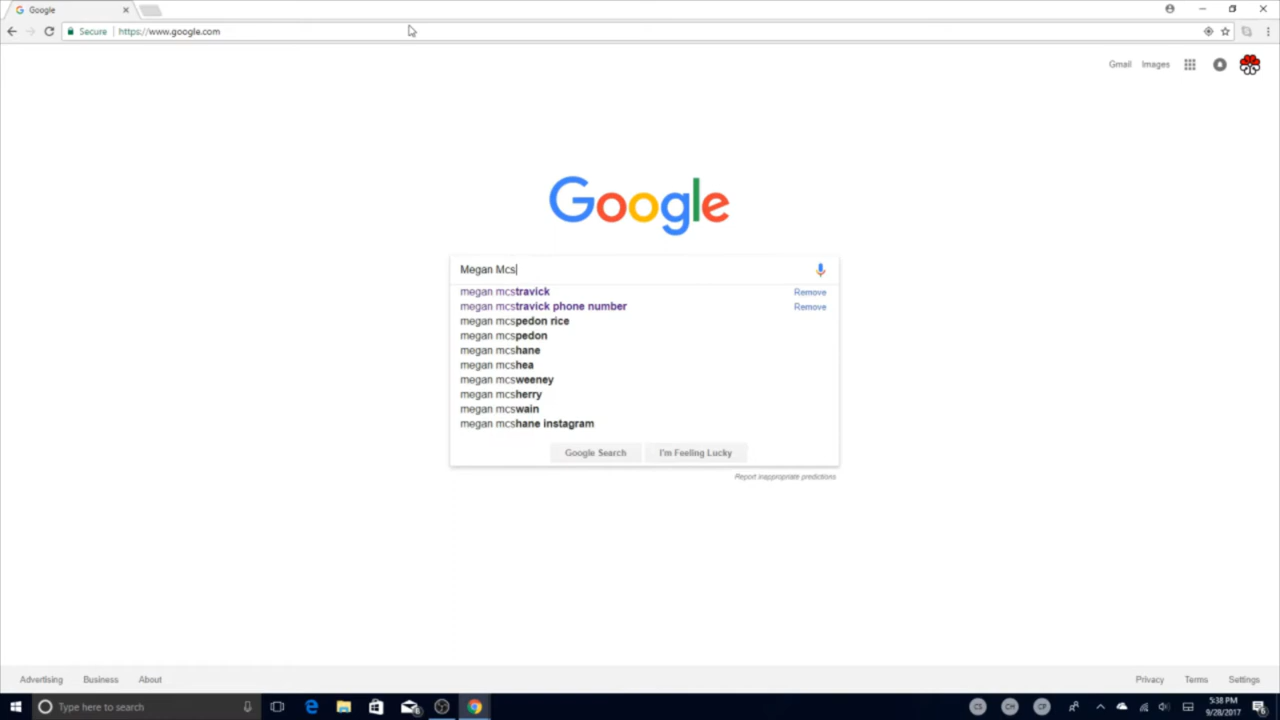 Google
Secure https://www.google.com
Gmail Images
Google
Megan Mcs
megan mcstravick Remove
megan mcstravick phone number Remove
megan mcspedon rice
megan mcspedon
megan mcshane
megan mcshea
megan mcsweeney
megan mcsherry
megan mcswain
megan mcshane instagram
Google Search I'm Feeling Lucky
Report inappropriate predictions
Advertising Business About Privacy Terms Settings
Type here to search CS CH CF 5:38 PM
9/28/2017